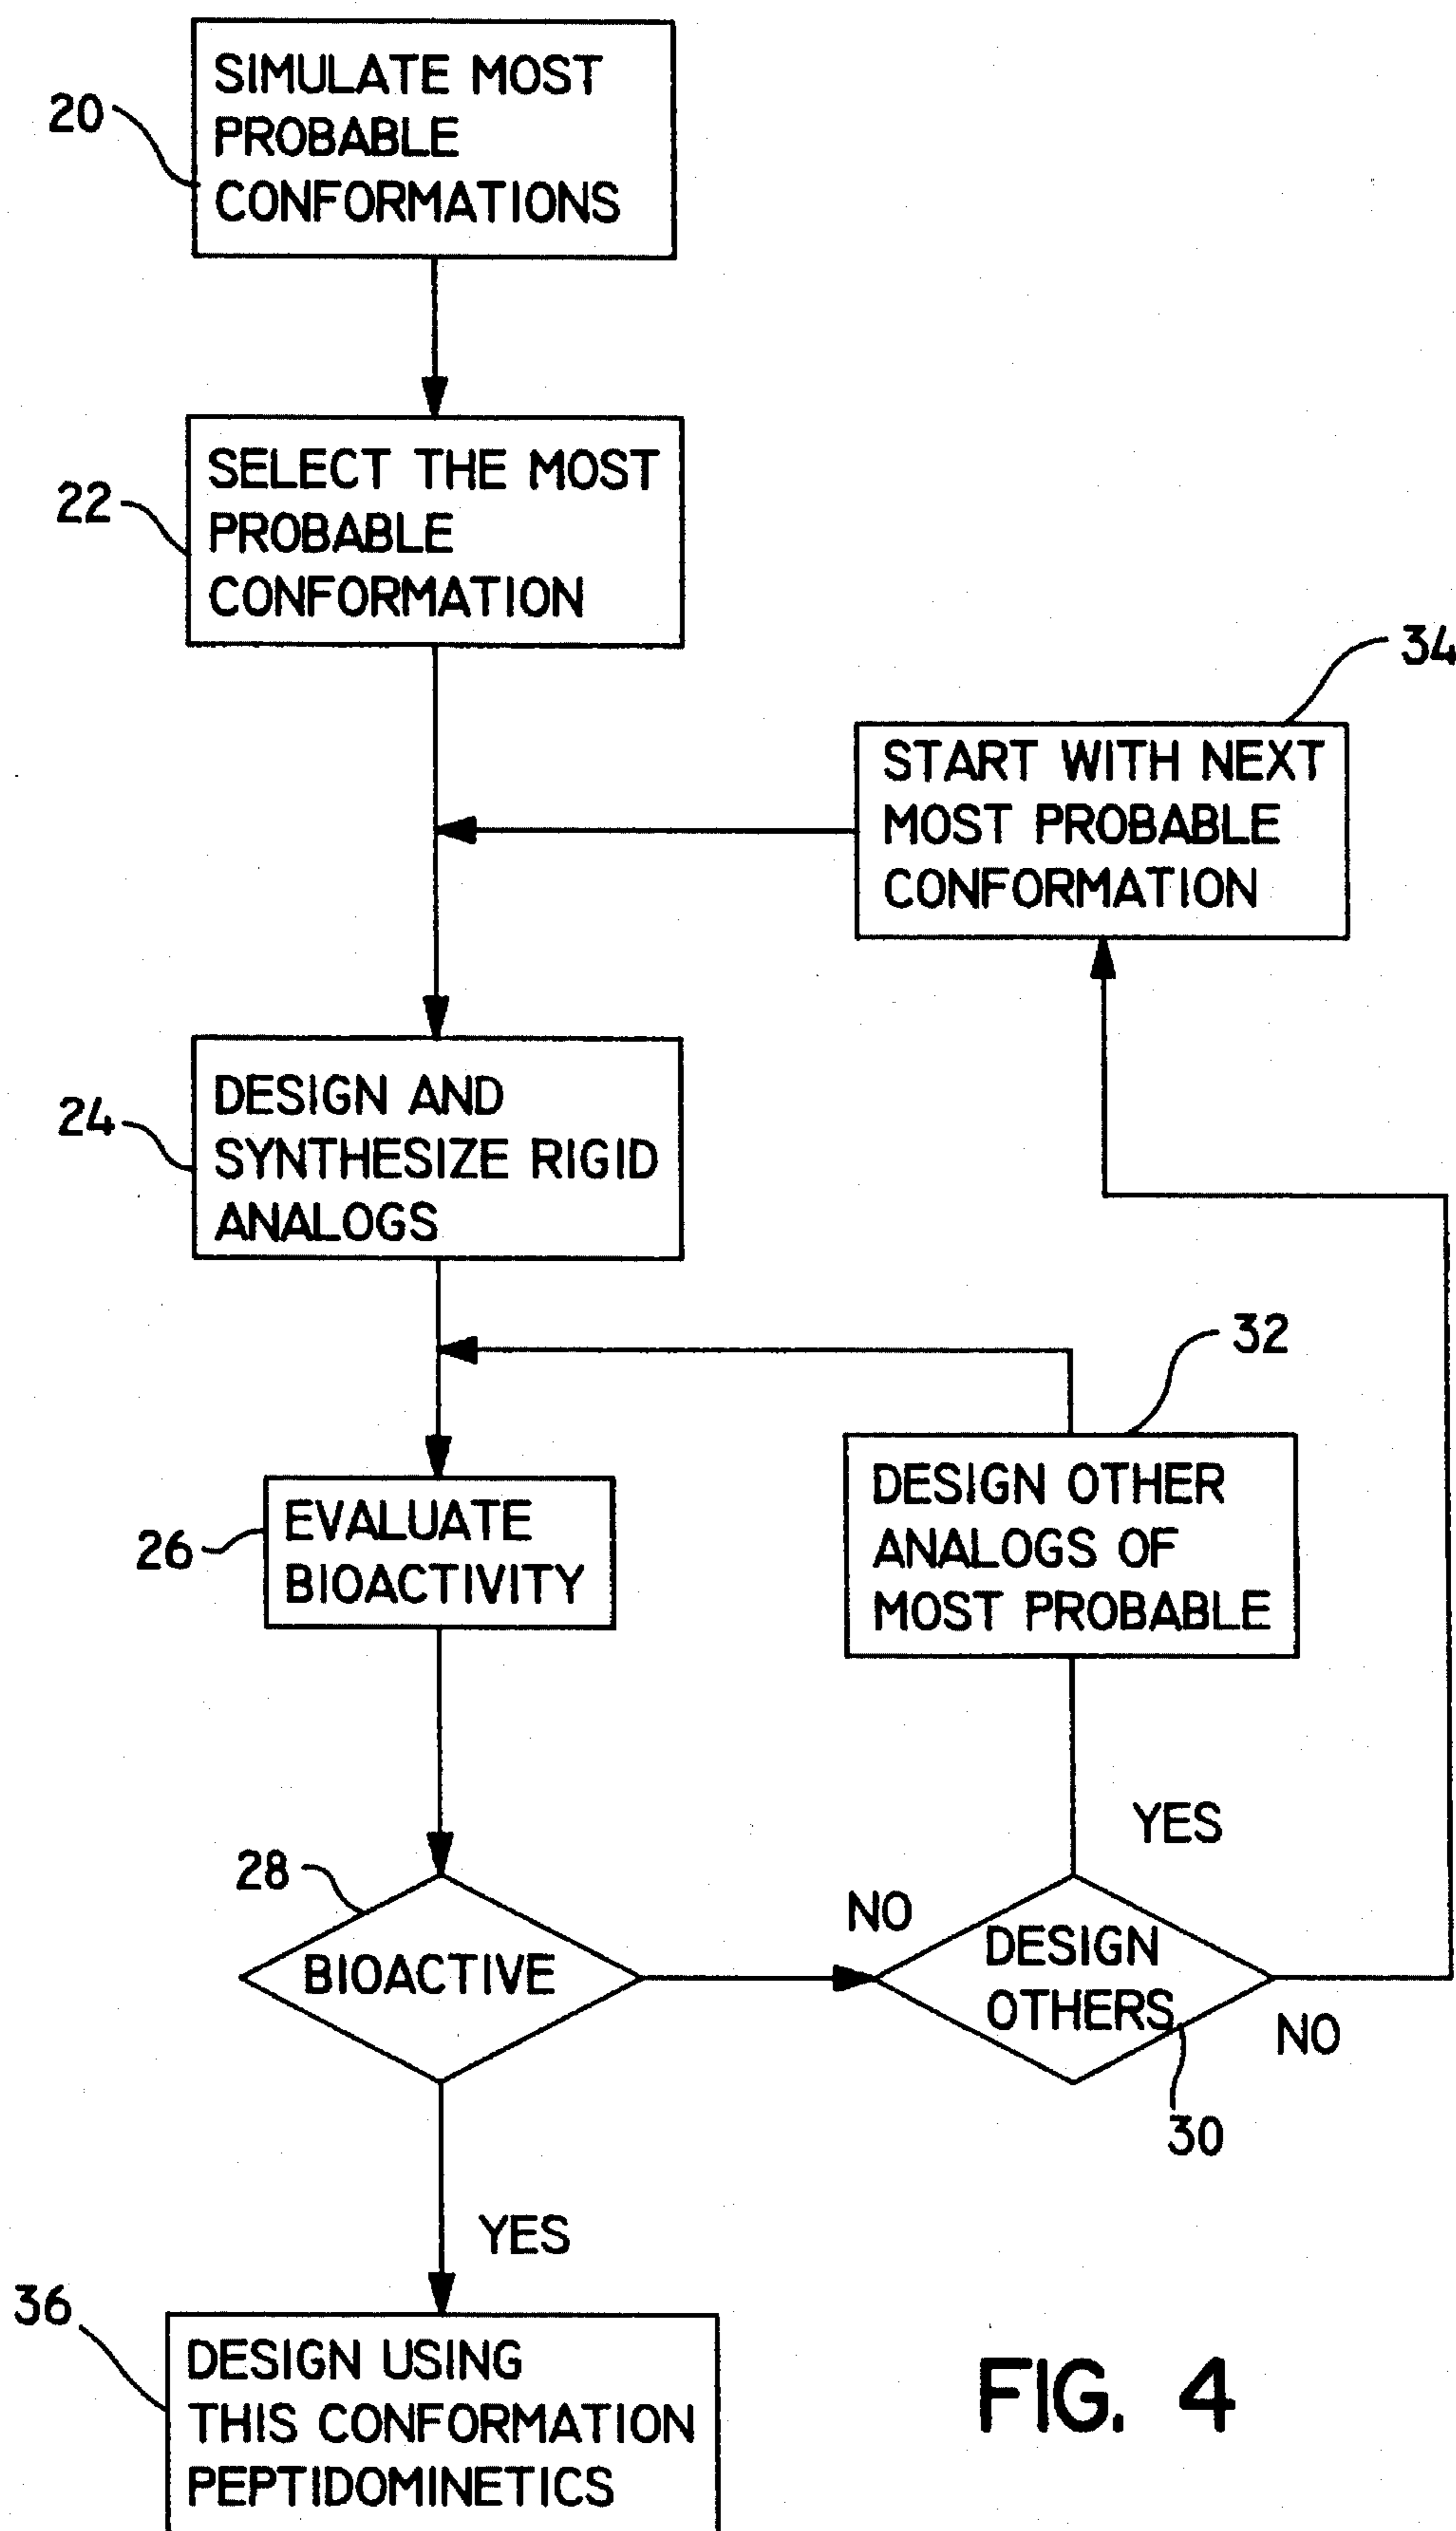 20
SIMULATE MOST
PROBABLE
CONFORMATIONS
22
SELECT THE MOST
PROBABLE
CONFORMATION
34
START WITH NEXT
MOST PROBABLE
CONFORMATION
24
DESIGN AND
SYNTHESIZE RIGID
ANALOGS
32
DESIGN OTHER
ANALOGS OF
MOST PROBABLE
26
EVALUATE
BIOACTIVITY
YES
28
BIOACTIVE
NO
DESIGN
OTHERS
NO
30
YES
36
DESIGN USING
THIS CONFORMATION
PEPTIDOMINETICS
FIG. 4